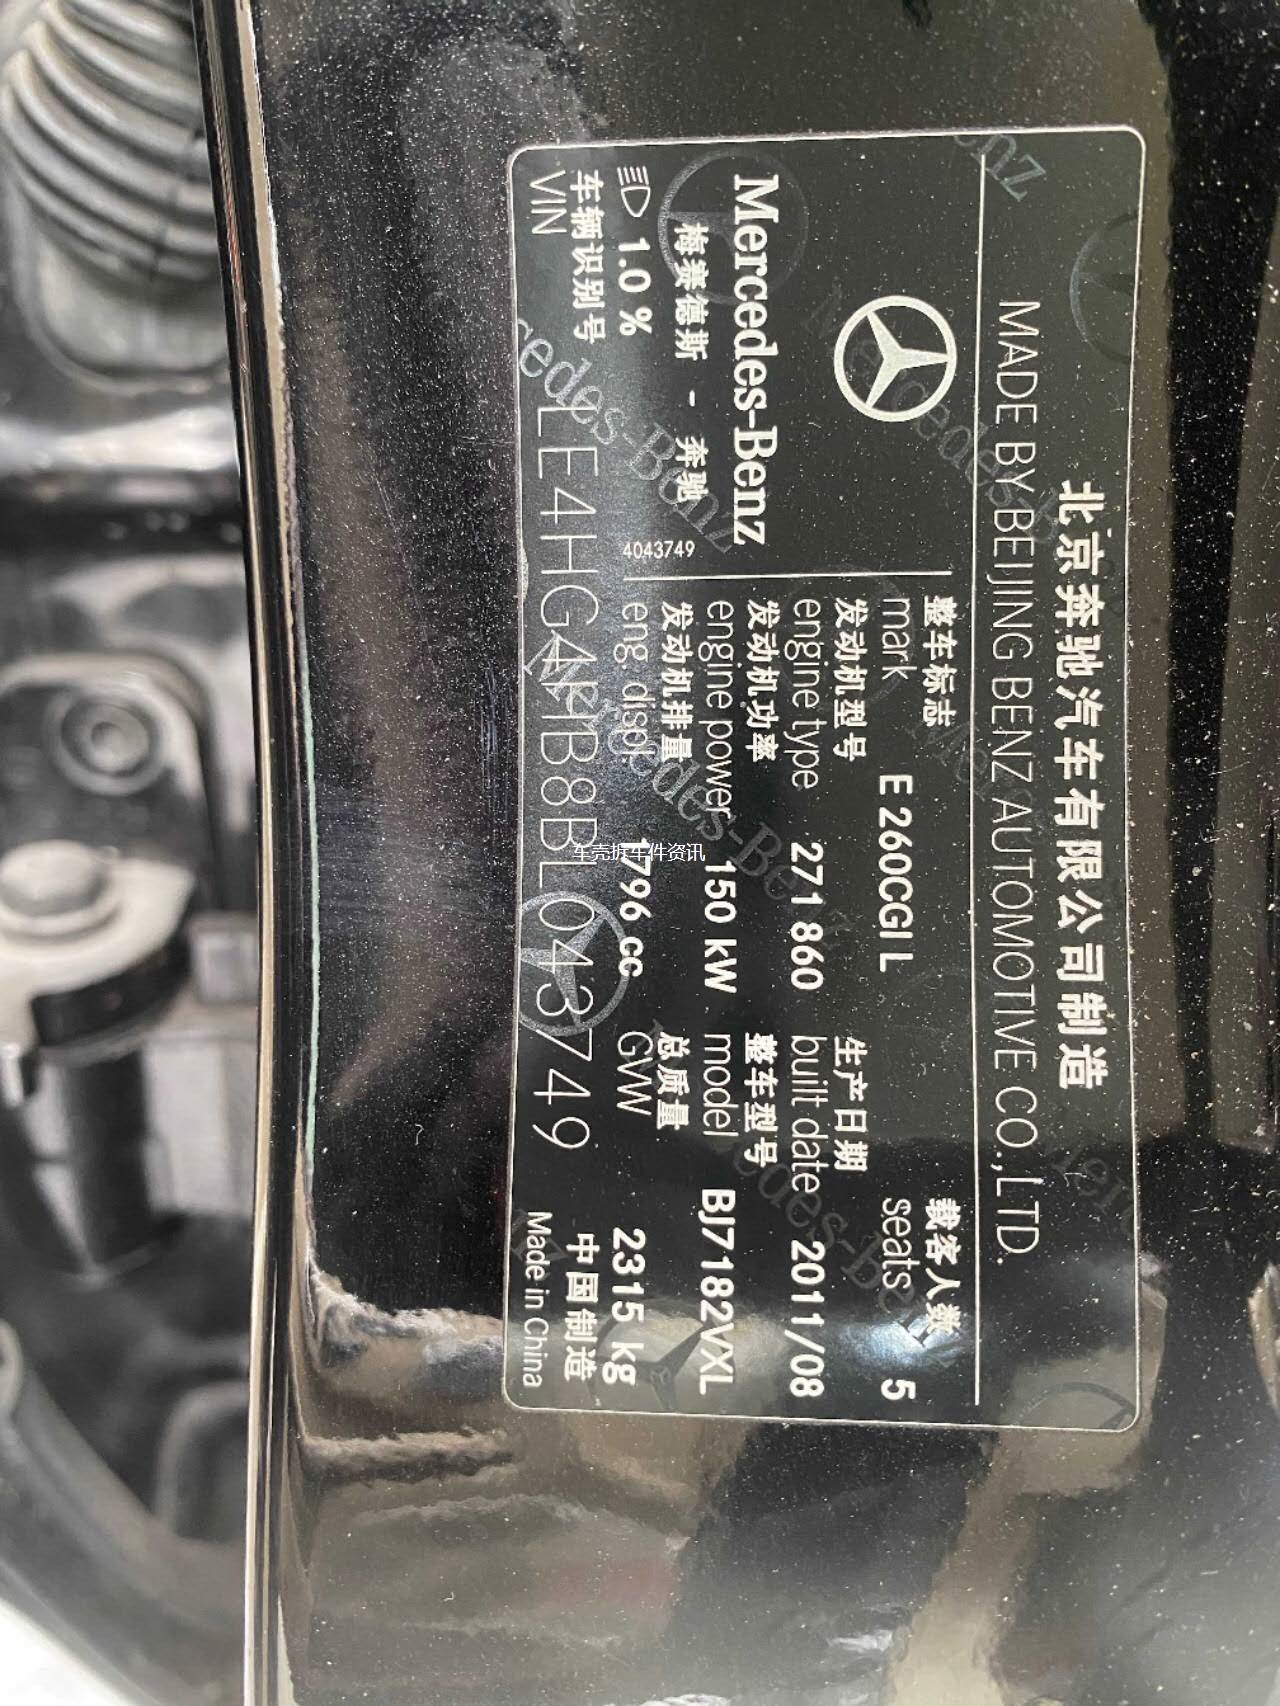 北京奔驰汽车有限公司制造
MADE BY BEIJING BENZ AUTOMOTIVE CO.,LTD.
整车标志
mark E 260CGI L
载客人数
seats 5
发动机型号
engine type 271 860
生产日期
built date 2011/08
Mercedes-Benz
梅赛德斯 - 奔驰
发动机功率
engine power 150 kW
整车型号
model BJ7182VXL
4043749
发动机排量
eng. displ. 1796 cc
总质量
GVW 2315 kg
1.0 %
车辆识别号
VIN LE4HG4HB8BL043749
中国制造
Made in China
车壳拆车件资讯